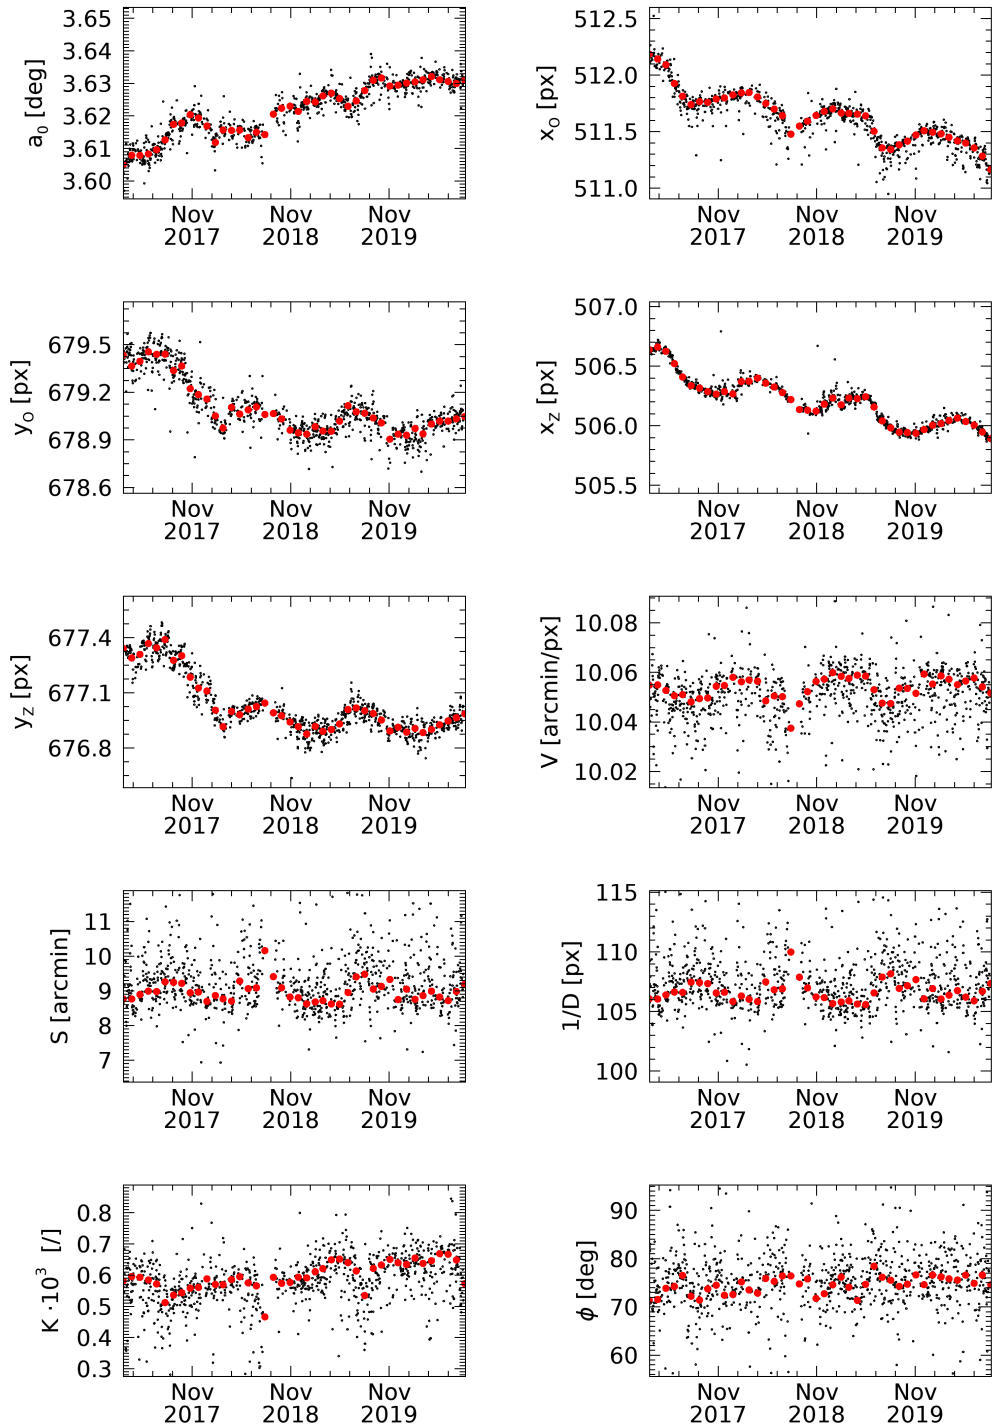 3.65
3.64
3.63
3.62
3.61
3.60
a₀ [deg]
Nov
2017
Nov
2018
Nov
2019
512.5
512.0
511.5
511.0
x_O [px]
Nov
2017
Nov
2018
Nov
2019
679.5
679.2
678.9
678.6
y_O [px]
Nov
2017
Nov
2018
Nov
2019
507.0
506.5
506.0
505.5
x_Z [px]
Nov
2017
Nov
2018
Nov
2019
677.4
677.1
676.8
y_Z [px]
Nov
2017
Nov
2018
Nov
2019
10.08
10.06
10.04
10.02
V [arcmin/px]
Nov
2017
Nov
2018
Nov
2019
11
10
9
8
7
S [arcmin]
Nov
2017
Nov
2018
Nov
2019
115
110
105
100
1/D [px]
Nov
2017
Nov
2018
Nov
2019
0.8
0.7
0.6
0.5
0.4
0.3
K ·10³ [/]
Nov
2017
Nov
2018
Nov
2019
90
80
70
60
ϕ [deg]
Nov
2017
Nov
2018
Nov
2019